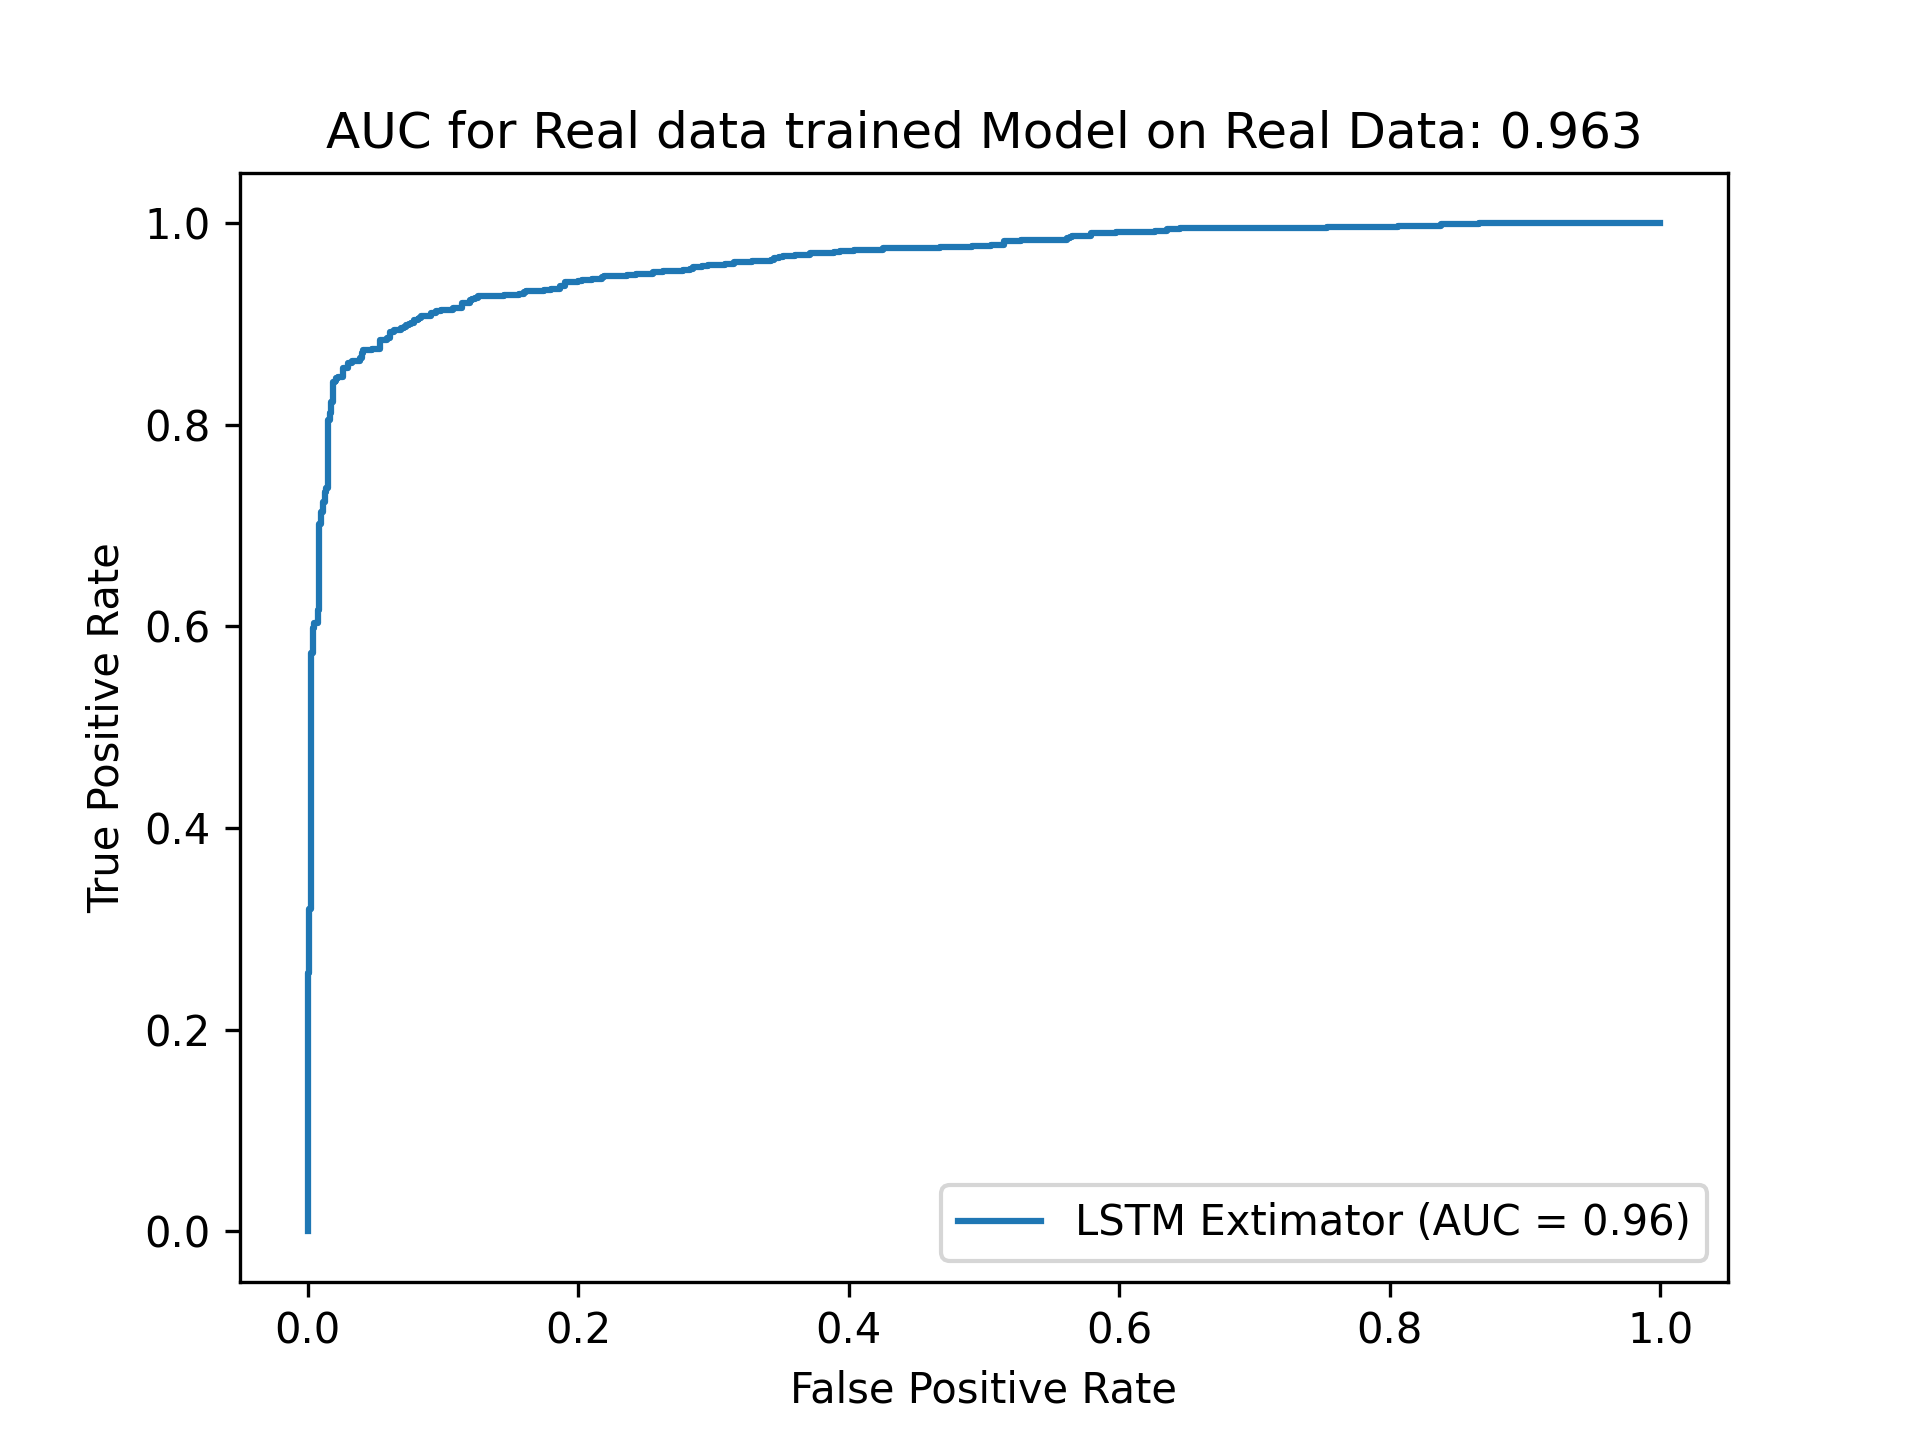 AUC for Real data trained Model on Real Data: 0.963
1.0
0.8
0.6
0.4
0.2
0.0
True Positive Rate
LSTM Extimator (AUC = 0.96)
0.0 0.2 0.4 0.6 0.8 1.0
False Positive Rate